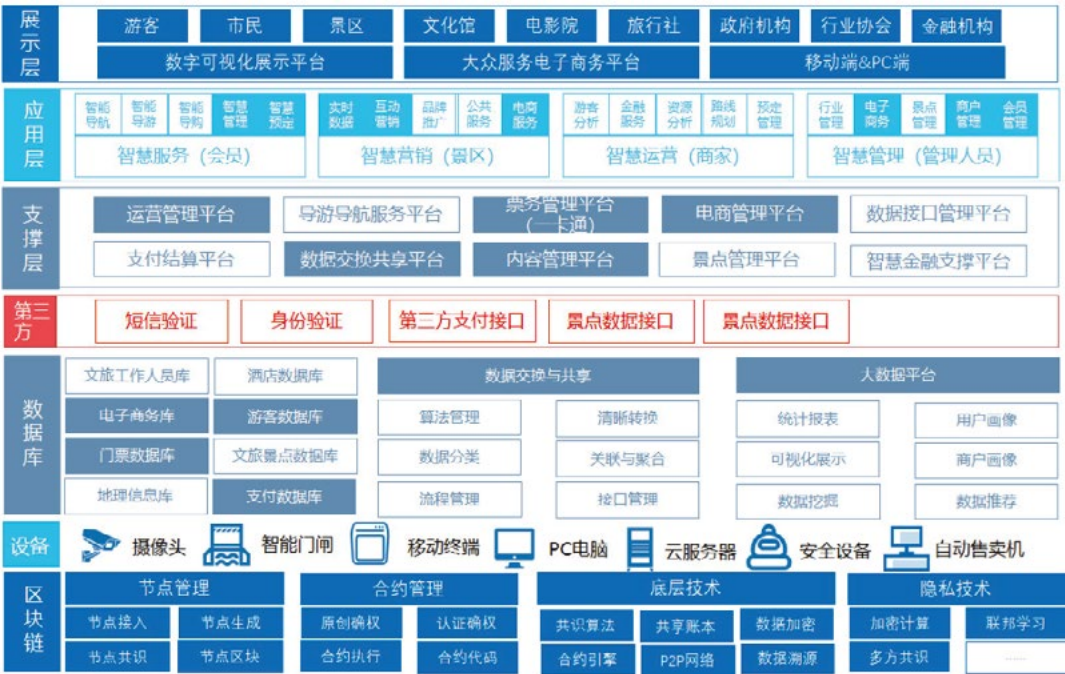 展示层
游客 市民 景区 文化馆 电影院 旅行社 政府机构 行业协会 金融机构
数字可视化展示平台 大众服务电子商务平台 移动端&PC端
应用层
智能导航 智能导游 智能导购 智慧管理 智慧预定
智慧服务（会员）
实时数据 互动营销 品牌推广 公共服务 电商服务
智慧营销（景区）
游客分析 金融服务 资源分析 路线规划 预定管理
智慧运营（商家）
行业管理 电子商务 景点管理 商户管理 会员管理
智慧管理（管理人员）
支撑层
运营管理平台 导游导航服务平台 票务管理平台（一卡通） 电商管理平台 数据接口管理平台
支付结算平台 数据交换共享平台 内容管理平台 景点管理平台 智慧金融支撑平台
第三方
短信验证 身份验证 第三方支付接口 景点数据接口 景点数据接口
数据库
文旅工作人员库 酒店数据库
电子商务库 游客数据库
门票数据库 文旅景点数据库
地理信息库 支付数据库
数据交换与共享
算法管理 清晰转换
数据分类 关联与聚合
流程管理 接口管理
大数据平台
统计报表 用户画像
可视化展示 商户画像
数据挖掘 数据推荐
设备
摄像头 智能门闸 移动终端 PC电脑 云服务器 安全设备 自动售卖机
区块链
节点管理
节点接入 节点生成
节点共识 节点区块
合约管理
原创确权 认证确权
合约执行 合约代码
底层技术
共识算法 共享账本 数据加密
合约引擎 P2P网络 数据溯源
隐私技术
加密计算 联邦学习
多方共识 ……